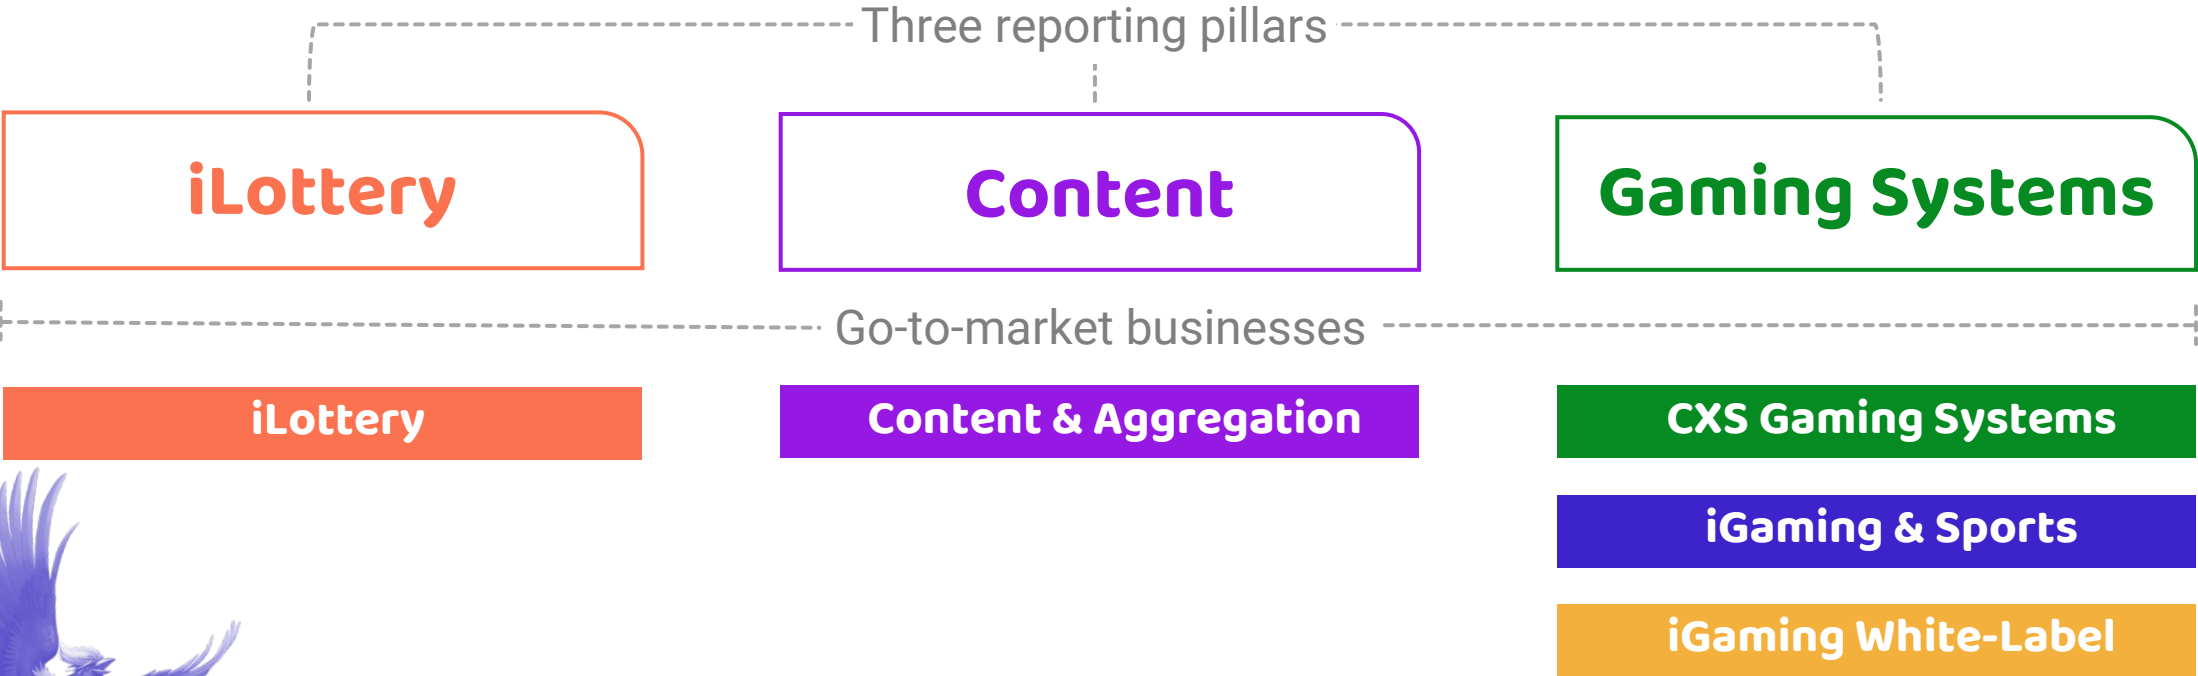 Three reporting pillars
iLottery
Content
Gaming Systems
Go-to-market businesses
iLottery
Content & Aggregation
CXS Gaming Systems
iGaming & Sports
iGaming White-Label